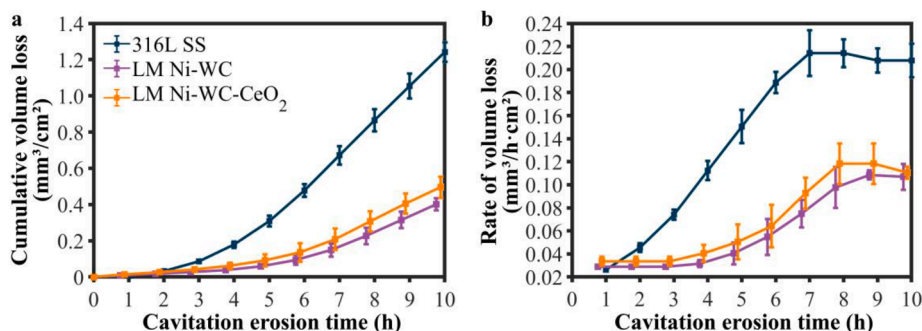 a
Cumulative volume loss
(mm³/cm²)
1.4
1.2
1.0
0.8
0.6
0.4
0.2
0
316L SS
LM Ni-WC
LM Ni-WC-CeO₂
0 1 2 3 4 5 6 7 8 9 10
Cavitation erosion time (h)
b
Rate of volume loss
(mm³/h·cm²)
0.24
0.22
0.20
0.18
0.16
0.14
0.12
0.10
0.08
0.06
0.04
0.02
0 1 2 3 4 5 6 7 8 9 10
Cavitation erosion time (h)